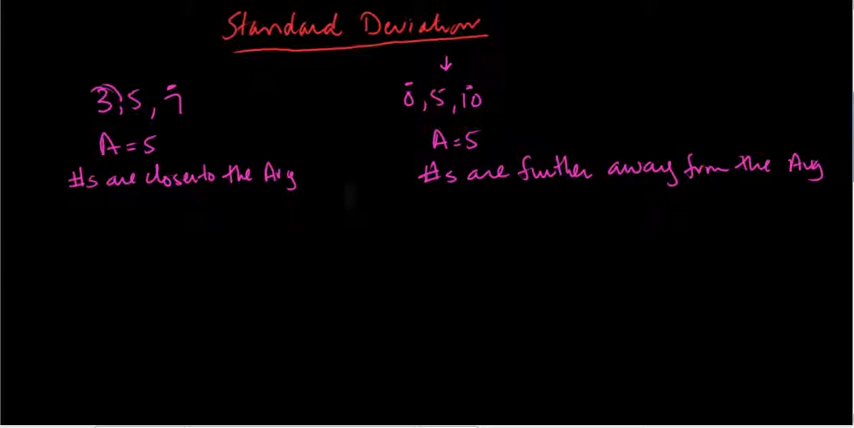 Standard Deviation
3, 5, 7
A = 5
#s are closer to the Avg
0, 5, 10
A = 5
#s are further away from the Avg